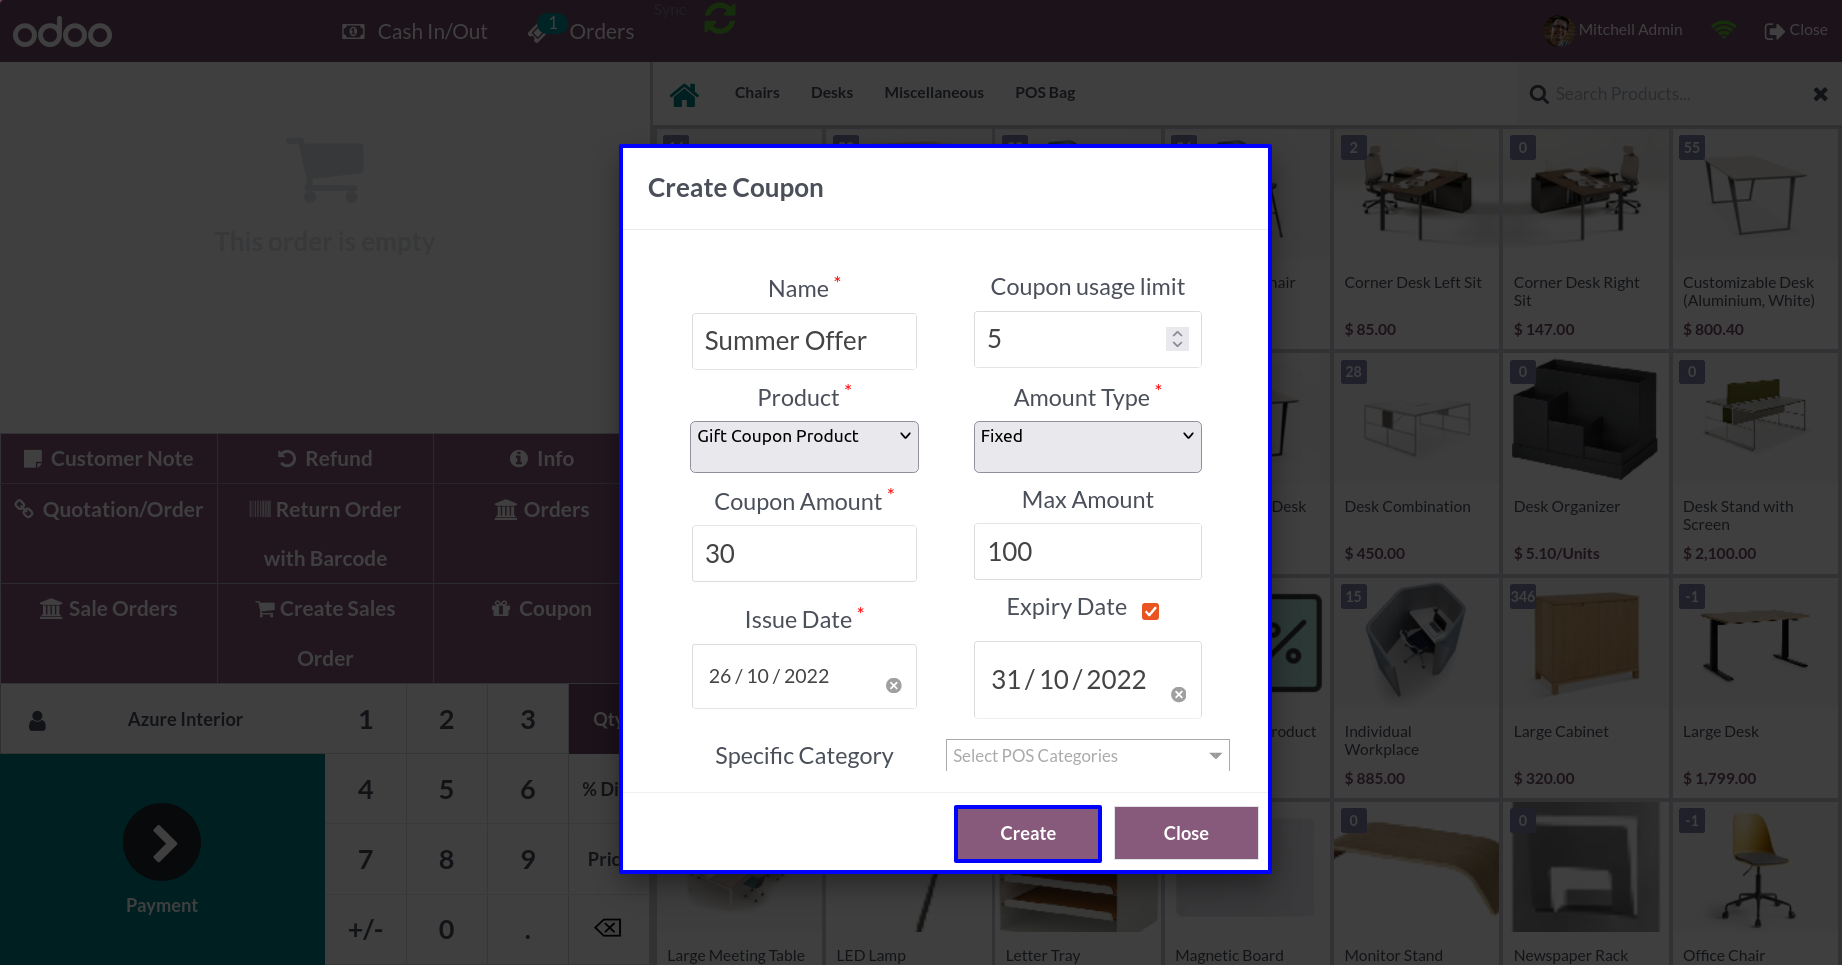 odoo
Cash In/Out
1
Orders
Sync
Mitchell Admin
Close
Chairs
Desks
Miscellaneous
POS Bag
Search Products...
This order is empty
Customer Note
Refund
Info
Quotation/Order
Return Order
with Barcode
Orders
Sale Orders
Create Sales
Order
Coupon
Azure Interior
1
2
3
4
5
6
7
8
9
+/-
0
.
Payment
Create Coupon
Name *
Coupon usage limit
Summer Offer
5
Product *
Amount Type *
Gift Coupon Product
Fixed
Coupon Amount *
Max Amount
30
100
Issue Date *
Expiry Date
26 / 10 / 2022
31 / 10 / 2022
Specific Category
Select POS Categories
Create
Close
2
Corner Desk Left Sit
$ 85.00
0
Corner Desk Right
Sit
$ 147.00
55
Customizable Desk
(Aluminium, White)
$ 800.40
Desk
28
Desk Combination
$ 450.00
0
Desk Organizer
$ 5.10/Units
0
Desk Stand with
Screen
$ 2,100.00
15
Individual
Workplace
$ 885.00
346
Large Cabinet
$ 320.00
-1
Large Desk
$ 1,799.00
Large Meeting Table
LED Lamp
Letter Tray
Magnetic Board
0
Monitor Stand
0
Newspaper Rack
-1
Office Chair